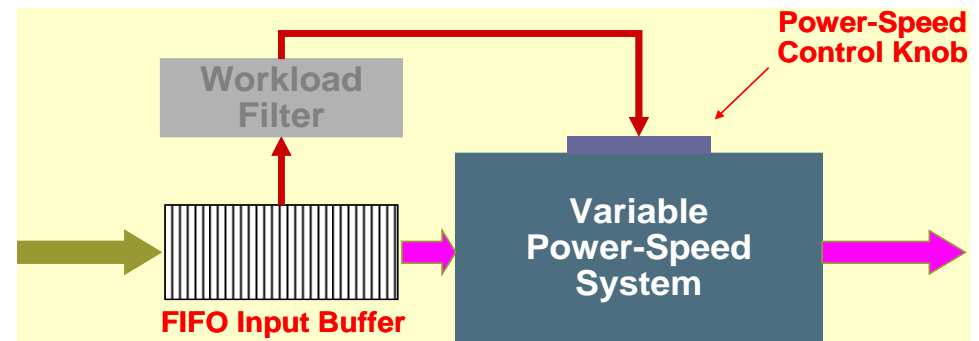 Power-Speed
Control Knob
Workload
Filter
Variable
Power-Speed
System
FIFO Input Buffer